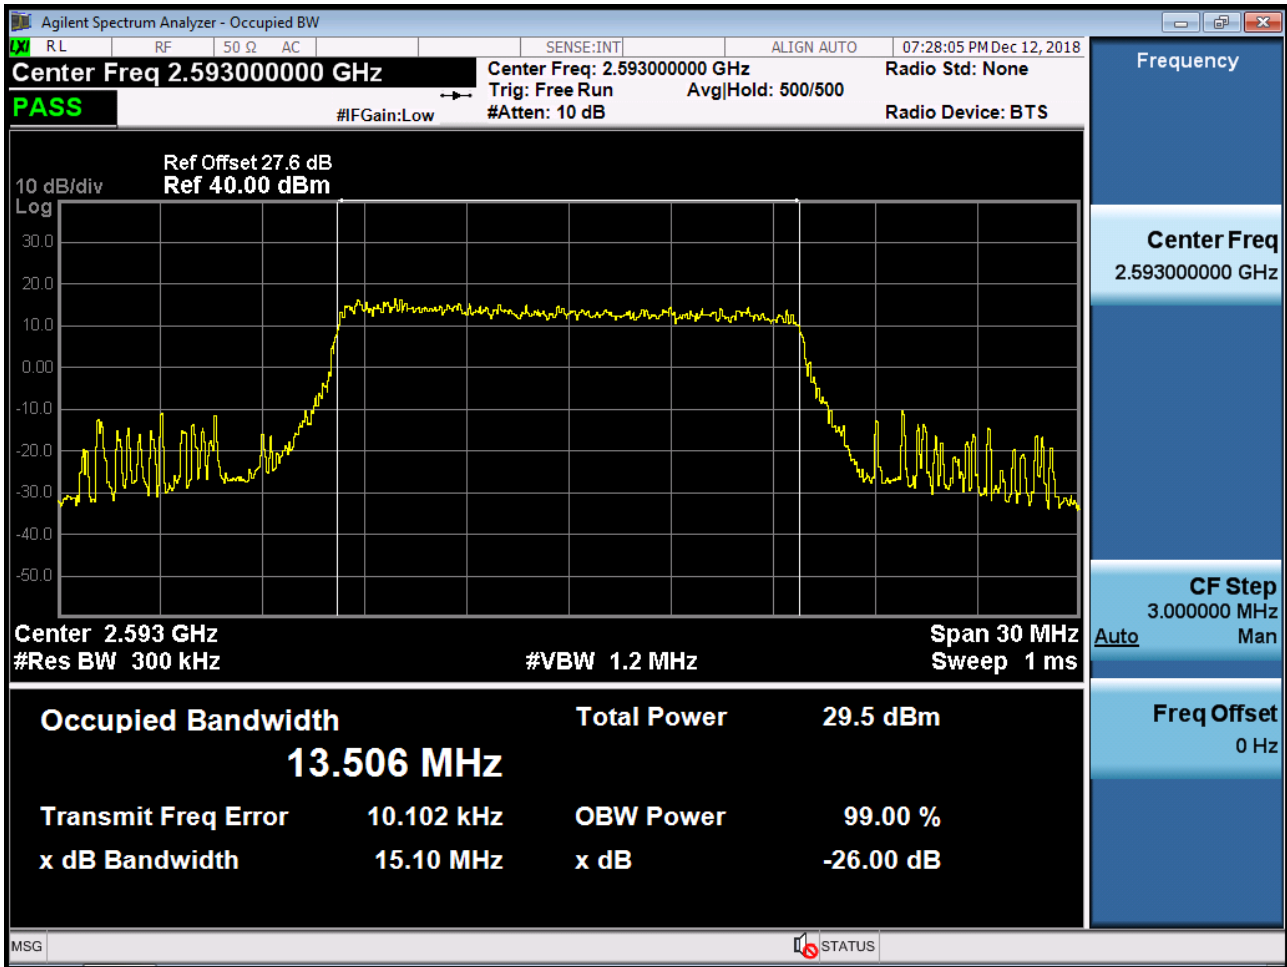 Agilent Spectrum Analyzer - Occupied BW
LXI RL RF 50 Ω AC SENSE:INT ALIGN AUTO 07:28:05 PM Dec 12, 2018
Center Freq 2.593000000 GHz
PASS
#IFGain:Low
Center Freq: 2.593000000 GHz
Trig: Free Run Avg|Hold: 500/500
#Atten: 10 dB
Radio Std: None
Radio Device: BTS
Ref Offset 27.6 dB
10 dB/div Ref 40.00 dBm
Log
30.0
20.0
10.0
0.00
-10.0
-20.0
-30.0
-40.0
-50.0
Center 2.593 GHz Span 30 MHz
#Res BW 300 kHz #VBW 1.2 MHz Sweep 1 ms
Occupied Bandwidth Total Power 29.5 dBm
13.506 MHz
Transmit Freq Error 10.102 kHz OBW Power 99.00 %
x dB Bandwidth 15.10 MHz x dB -26.00 dB
Frequency
Center Freq
2.593000000 GHz
CF Step
3.000000 MHz
Auto Man
Freq Offset
0 Hz
MSG STATUS